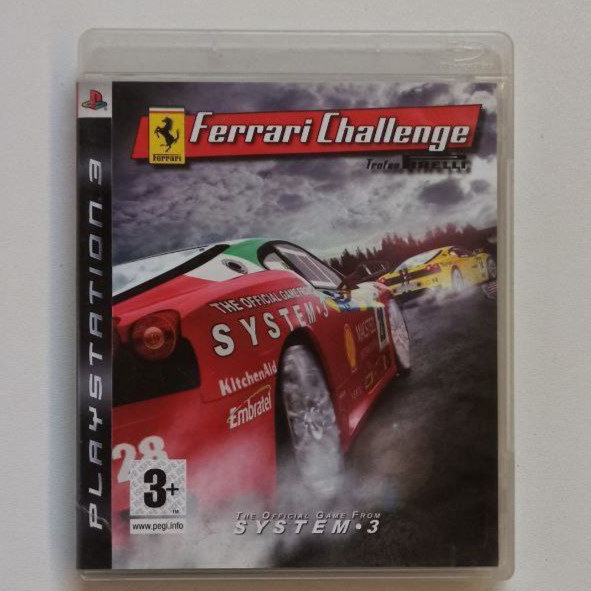 PLAYSTATION 3
Ferrari Challenge
Ferrari
Trofeo PIRELLI
THE OFFICIAL GAME FROM
SYSTEM·3
KitchenAid
Embratel
28
3+
www.pegi.info
THE OFFICIAL GAME FROM
SYSTEM·3